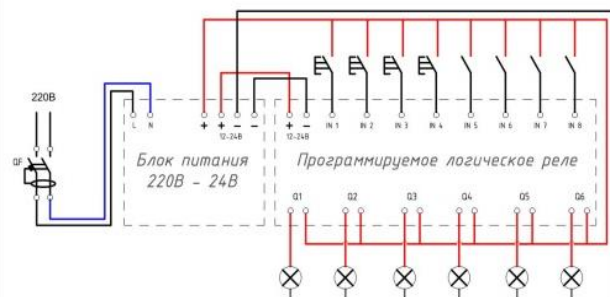 220В
QF
L N + + - - + - IN 1 IN 2 IN 3 IN 4 IN 5 IN 6 IN 7 IN 8
12-24В 12-24В
Блок питания
220В - 24В
Программируемое логическое реле
Q1 Q2 Q3 Q4 Q5 Q6